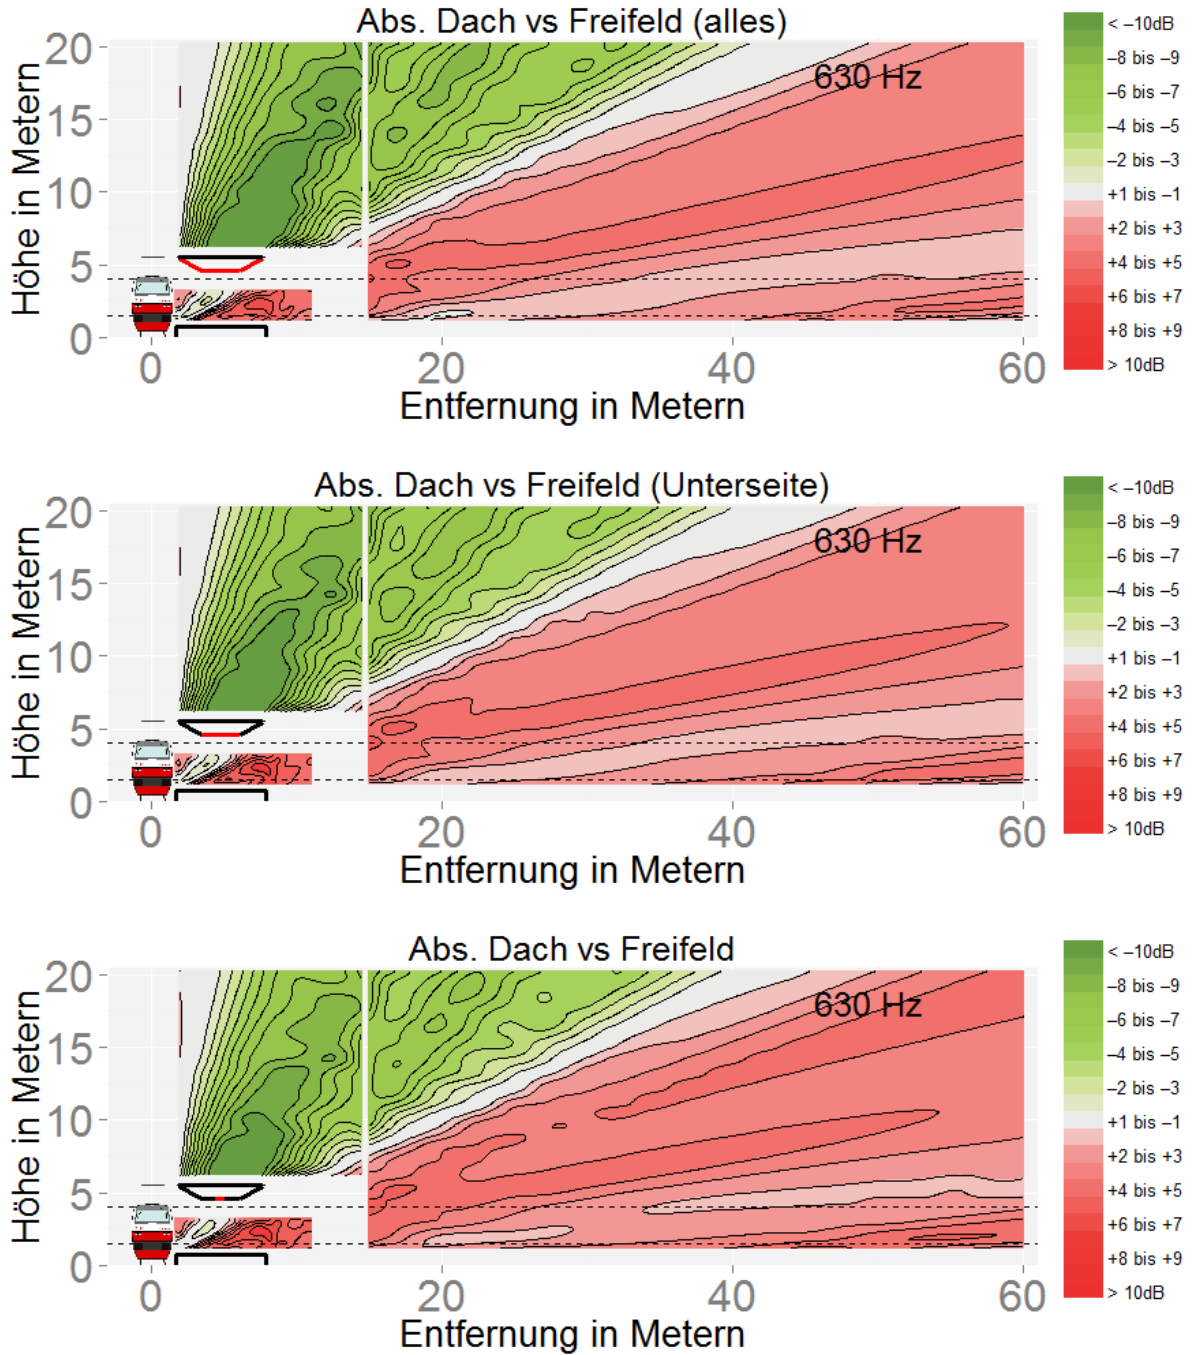 Abs. Dach vs Freifeld (alles)
Höhe in Metern
20
15
10
5
0
630 Hz
0
20
40
60
Entfernung in Metern
< –10dB
–8 bis –9
–6 bis –7
–4 bis –5
–2 bis –3
+1 bis –1
+2 bis +3
+4 bis +5
+6 bis +7
+8 bis +9
> 10dB
Abs. Dach vs Freifeld (Unterseite)
Höhe in Metern
20
15
10
5
0
630 Hz
0
20
40
60
Entfernung in Metern
< –10dB
–8 bis –9
–6 bis –7
–4 bis –5
–2 bis –3
+1 bis –1
+2 bis +3
+4 bis +5
+6 bis +7
+8 bis +9
> 10dB
Abs. Dach vs Freifeld
Höhe in Metern
20
15
10
5
0
630 Hz
0
20
40
60
Entfernung in Metern
< –10dB
–8 bis –9
–6 bis –7
–4 bis –5
–2 bis –3
+1 bis –1
+2 bis +3
+4 bis +5
+6 bis +7
+8 bis +9
> 10dB